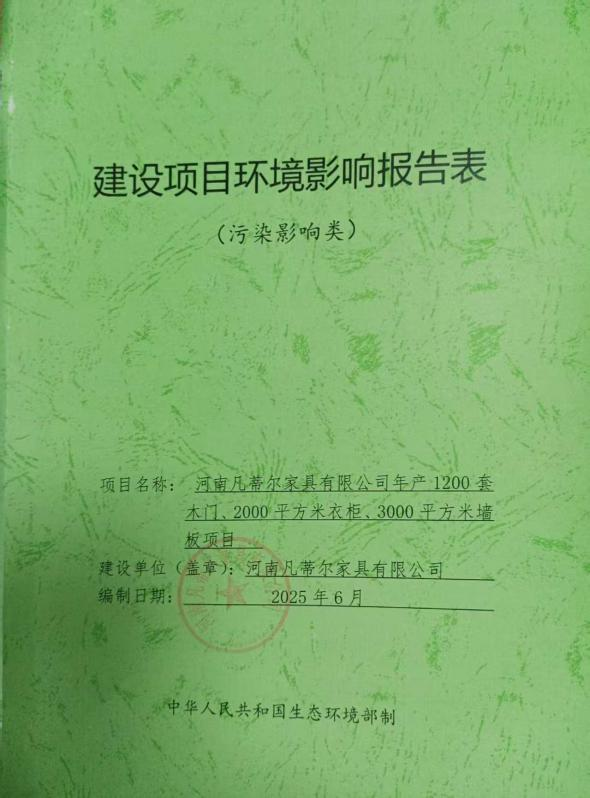 建设项目环境影响报告表
（污染影响类）
项目名称： 河南凡蒂尔家具有限公司年产1200套
木门、2000平方米衣柜、3000平方米墙
板项目
建设单位（盖章）：河南凡蒂尔家具有限公司
编制日期： 2025年6月
中华人民共和国生态环境部制